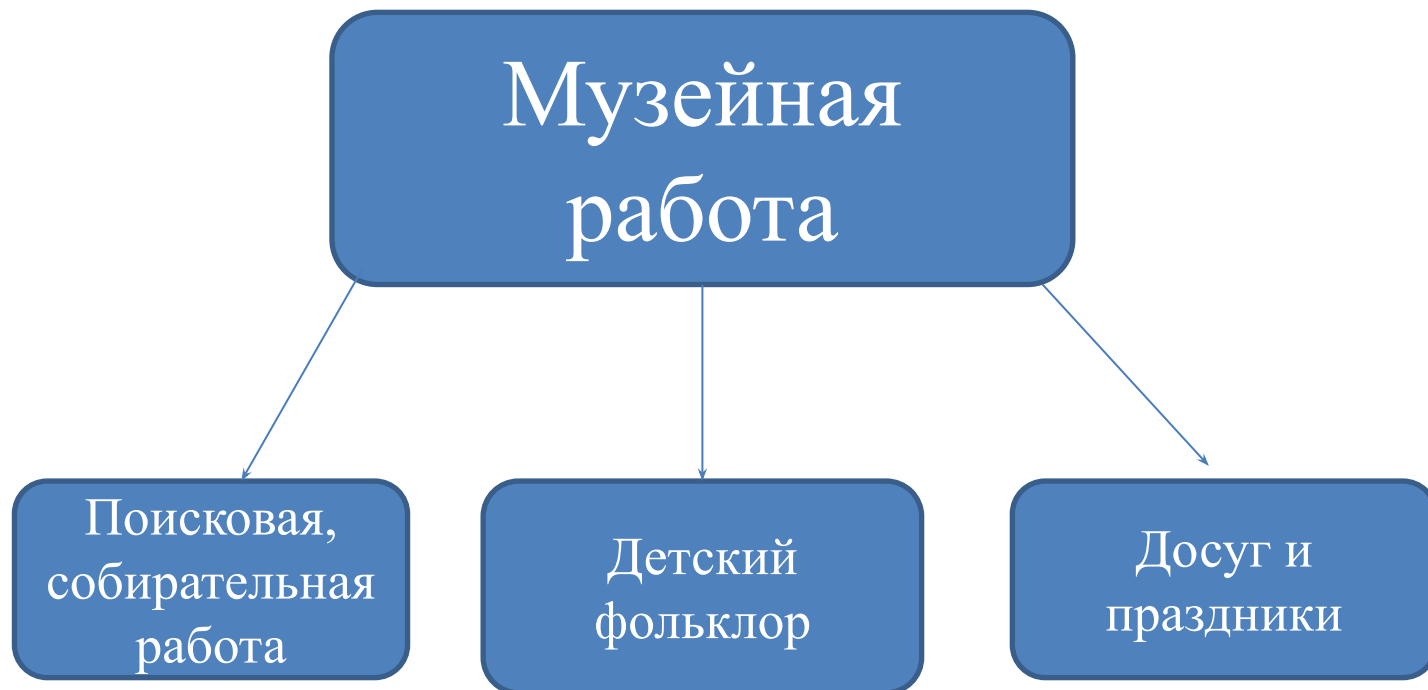 Музейная
работа
Поисковая,
собирательная
работа
Детский
фольклор
Досуг и
праздники